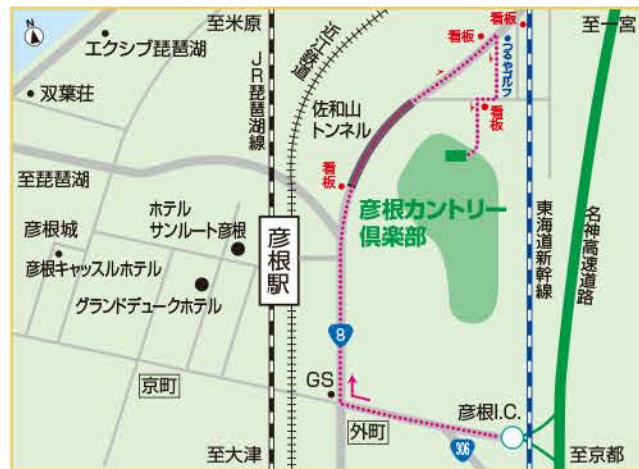 N
至米原
近江鉄道
看板
看板
至一宮
エクシブ琵琶湖
JR琵琶湖線
つるやゴルフ
双葉荘
佐和山
トンネル
看板
至琵琶湖
看板
ホテル
サンルート彦根
彦根カントリー
倶楽部
東海道新幹線
名神高速道路
彦根城
彦根駅
彦根キャッスルホテル
グランドデュークホテル
8
GS
京町
外町
彦根I.C.
306
至大津
至京都